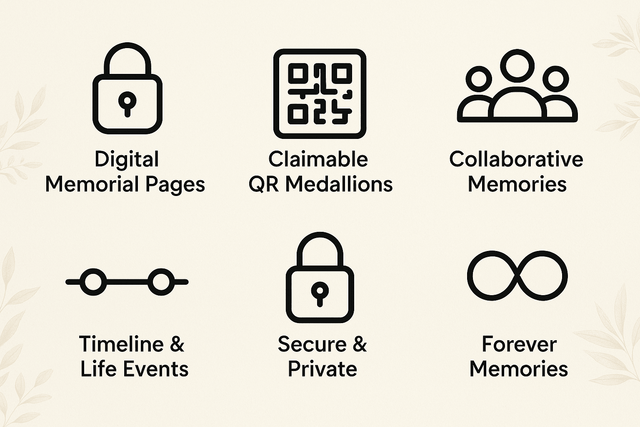 Digital
Memorial Pages
Claimable
QR Medallions
Collaborative
Memories
Timeline &
Life Events
Secure &
Private
Forever
Memories